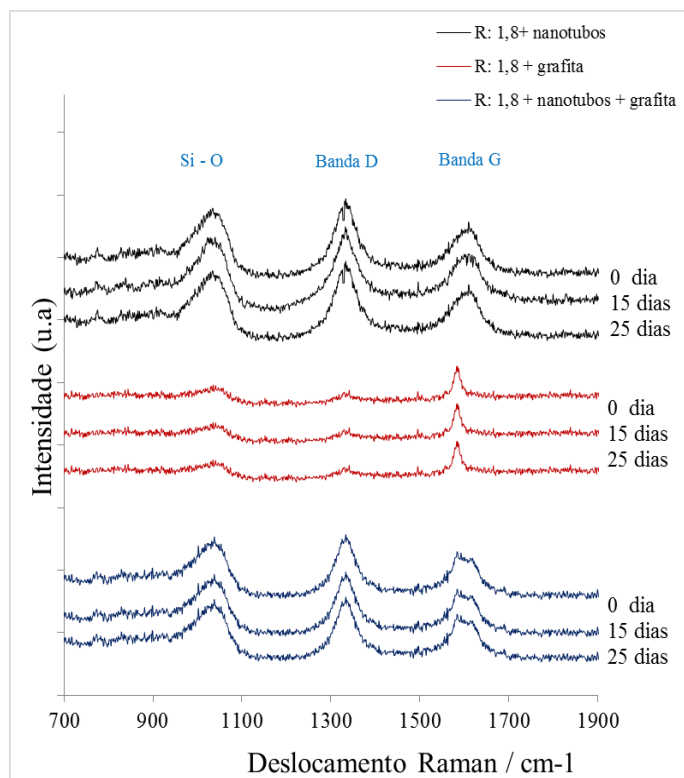 R: 1,8+ nanotubos
R: 1,8 + grafita
R: 1,8 + nanotubos + grafita
Si - O
Banda D
Banda G
0 dia
15 dias
25 dias
0 dia
15 dias
25 dias
0 dia
15 dias
25 dias
Intensidade (u.a)
700
900
1100
1300
1500
1700
1900
Deslocamento Raman / cm-1